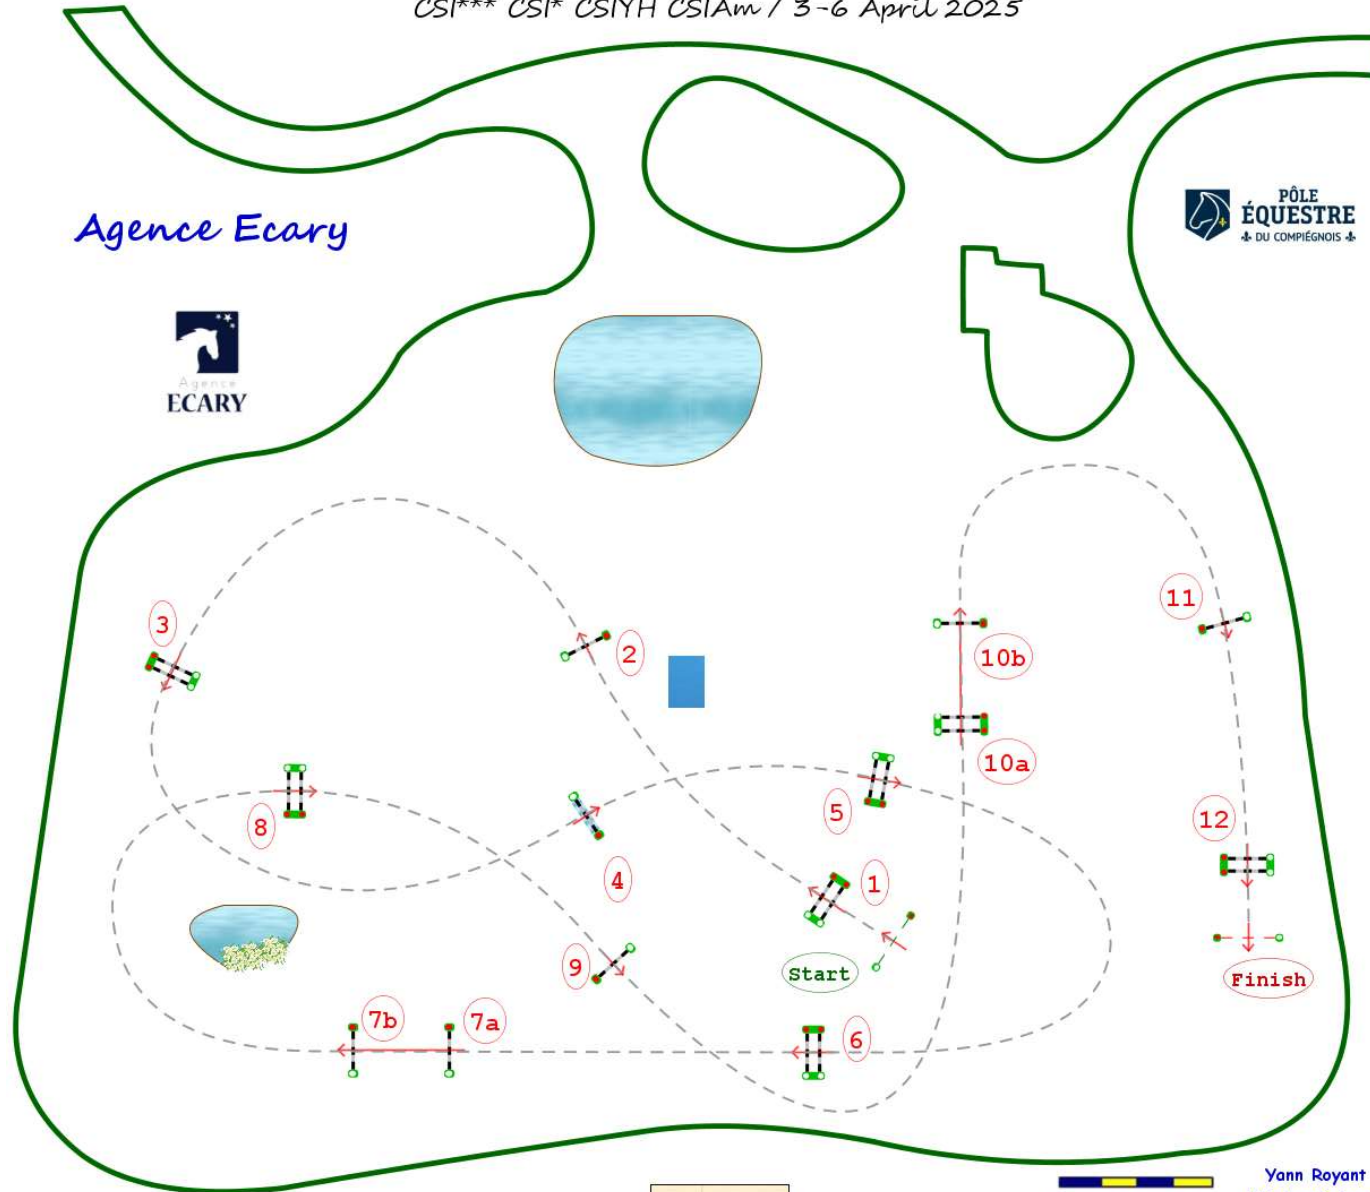 CSI*** CSI* CSIYH CSIAm / 3-6 April 2025
PÔLE
ÉQUESTRE
DU COMPIÉGNOIS
Agence Ecary
Agence
ECARY
11
3
2
10b
10a
12
5
8
1
4
9
Start
Finish
7b
7a
6
Yann Royant